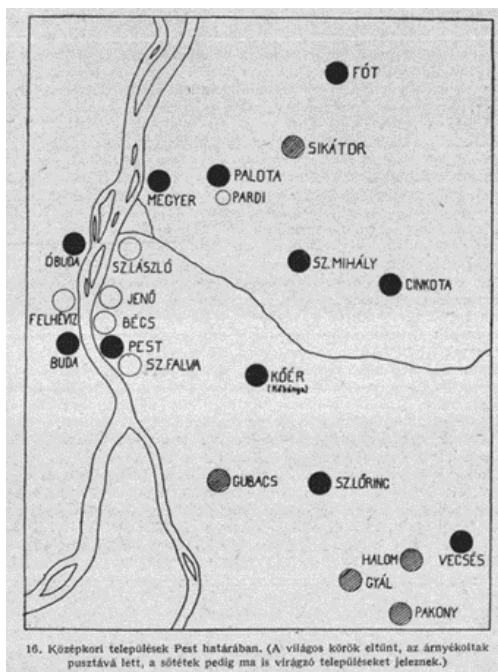 FÓT
SIKÁTOR
PALOTA
MEGYER
PARDI
ÓBUDA
SZ.LÁSZLÓ
SZ.MIHÁLY
CINKOTA
JENŐ
FELHÉVIZ
BÉCS
PEST
BUDA
SZ.FALVA
KŐÉR
(Kőbánya)
GUBACS
SZ.LŐRINC
VECSÉS
HALOM
GYÁL
PAKONY
16. Középkori települések Pest határában. (A világos körök eltűnt, az árnyékoltak
pusztává lett, a sötétek pedig ma is virágzó településeket jeleznek.)